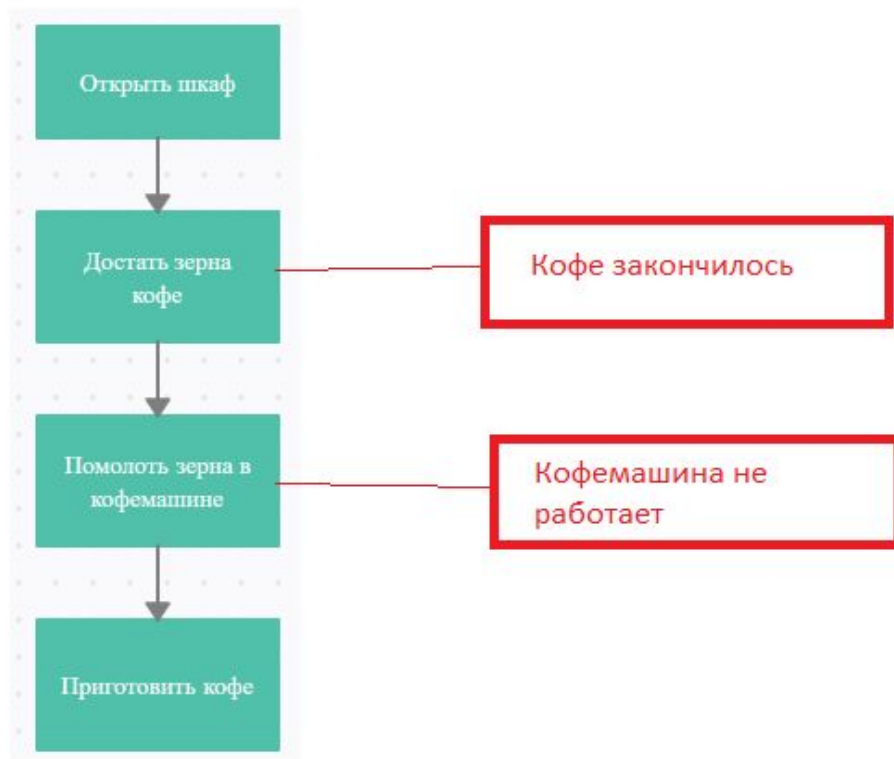 Открыть шкаф
Достать зерна
кофе
Кофе закончилось
Помолоть зерна в
кофемашине
Кофемашина не
работает
Приготовить кофе